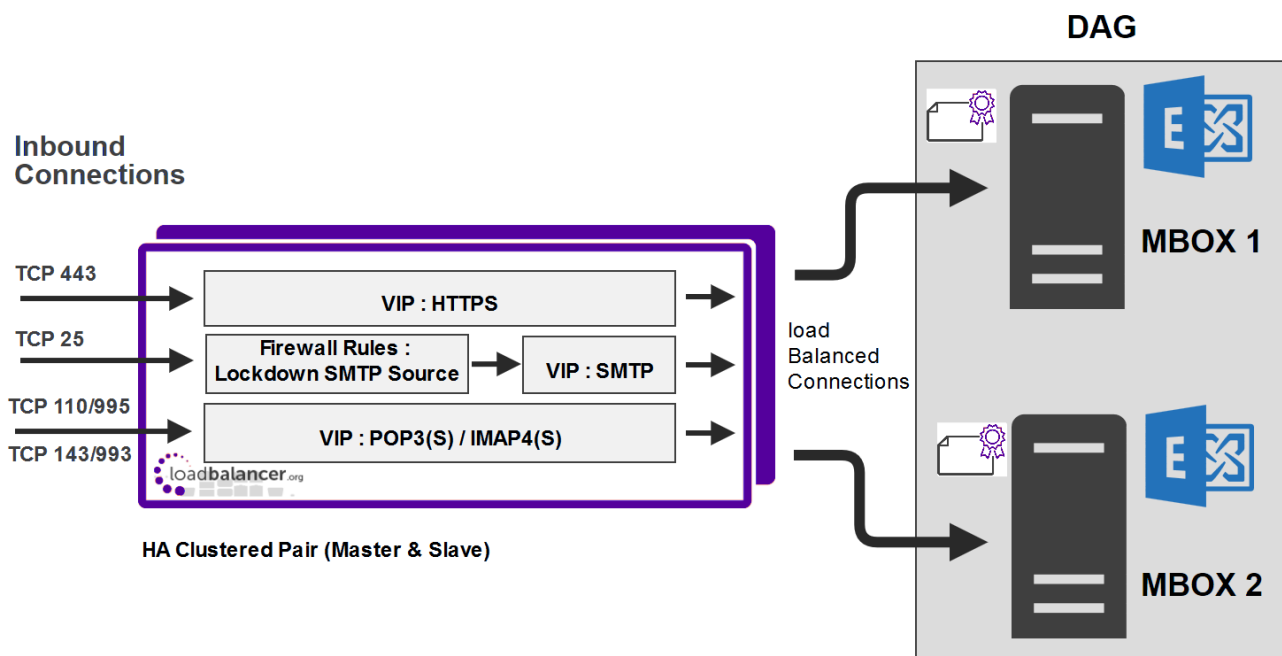 DAG
Inbound
Connections
TCP 443
VIP : HTTPS
TCP 25
Firewall Rules :
Lockdown SMTP Source
VIP : SMTP
TCP 110/995
TCP 143/993
VIP : POP3(S) / IMAP4(S)
loadbalancer.org
HA Clustered Pair (Master & Slave)
load
Balanced
Connections
E
MBOX 1
E
MBOX 2